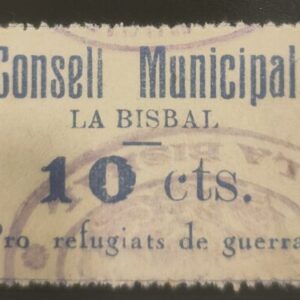 Consell Municipal
LA BISBAL
10 cts.
Pro refugiats de guerra